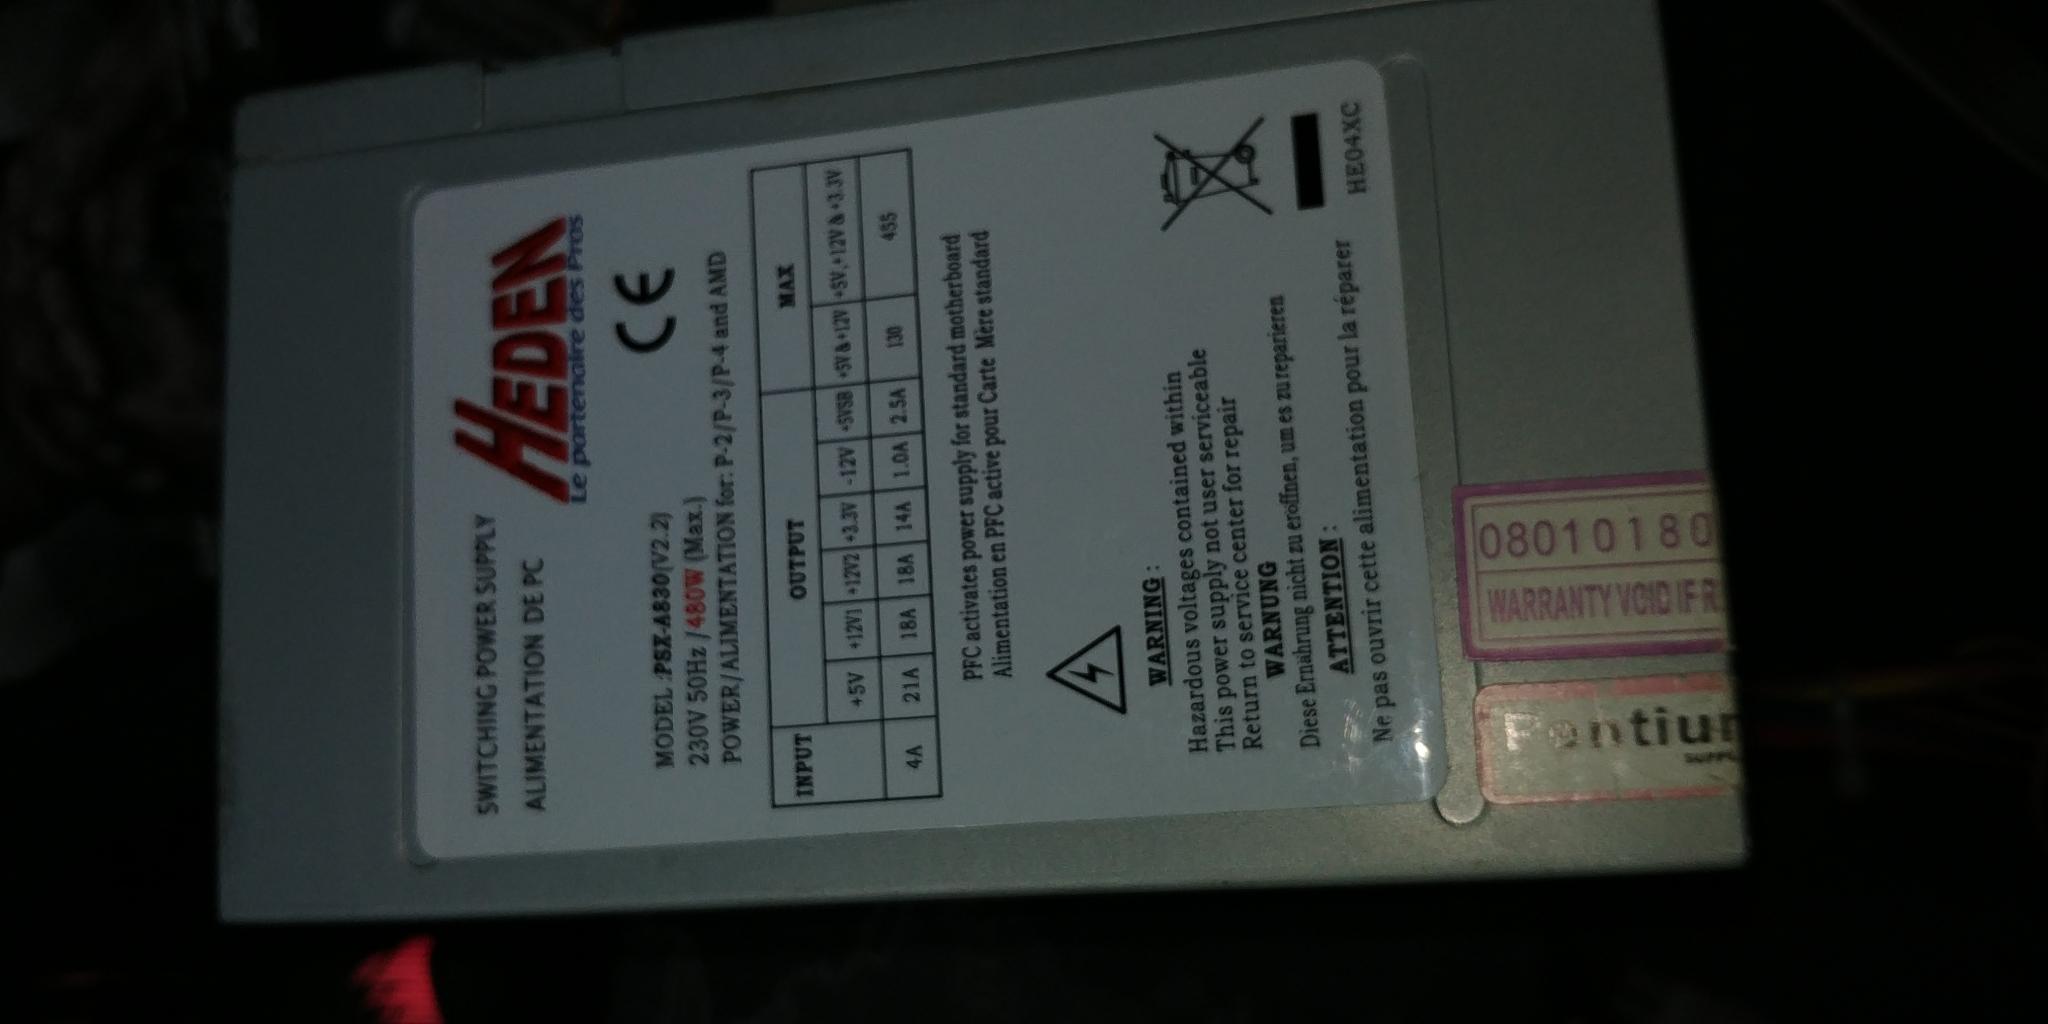 SWITCHING POWER SUPPLY
ALIMENTATION DE PC
HEDEN
Le partenaire des Pros
CE
MODEL :PSX-A830(V2.2)
230V 50Hz /480W (Max.)
POWER/ALIMENTATION for: P-2/P-3/P-4 and AMD
INPUT OUTPUT MAX
+5V +12V1 +12V2 +3.3V -12V +5VSB +5V&+12V +5V,+12V&+3.3V
4A 21A 18A 18A 14A 1.0A 2.5A 130 455
PFC activates power supply for standard motherboard
Alimentation en PFC active pour Carte Mère standard
WARNING :
Hazardous voltages contained within
This power supply not user serviceable
Return to service center for repair
WARNUNG
Diese Ernährung nicht zu eröffnen, um es zu reparieren
ATTENTION :
Ne pas ouvrir cette alimentation pour la réparer
HE04XC
08010180
WARRANTY VOID IF R
Pentium